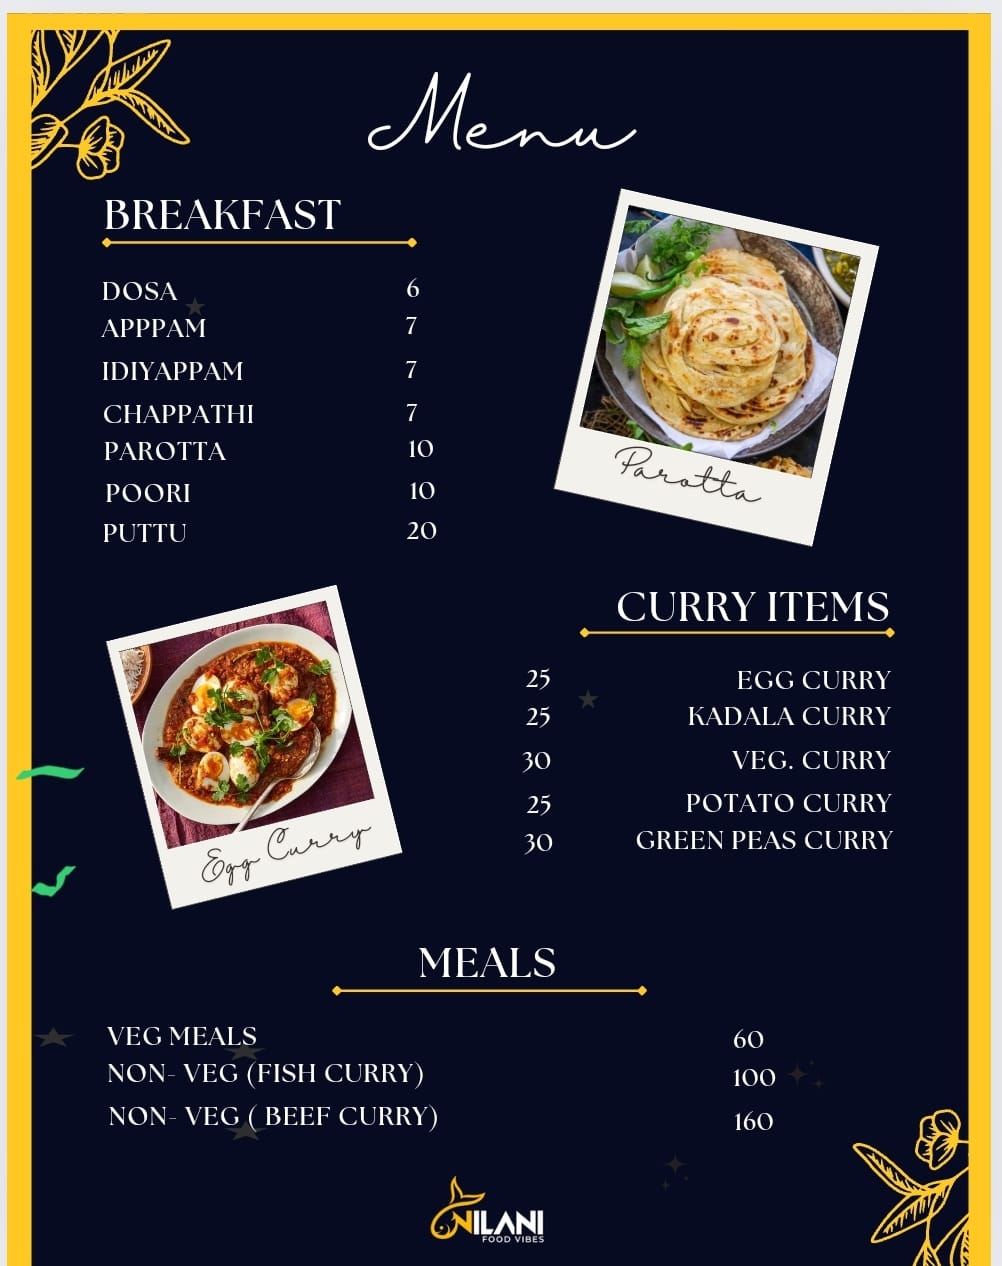 Menu
BREAKFAST
DOSA 6
APPPAM 7
IDIYAPPAM 7
CHAPPATHI 7
PAROTTA 10
POORI 10
PUTTU 20
Parotta
CURRY ITEMS
25 EGG CURRY
25 KADALA CURRY
30 VEG. CURRY
25 POTATO CURRY
30 GREEN PEAS CURRY
Egg Curry
MEALS
VEG MEALS 60
NON- VEG (FISH CURRY) 100
NON- VEG ( BEEF CURRY) 160
NILANI
FOOD VIBES